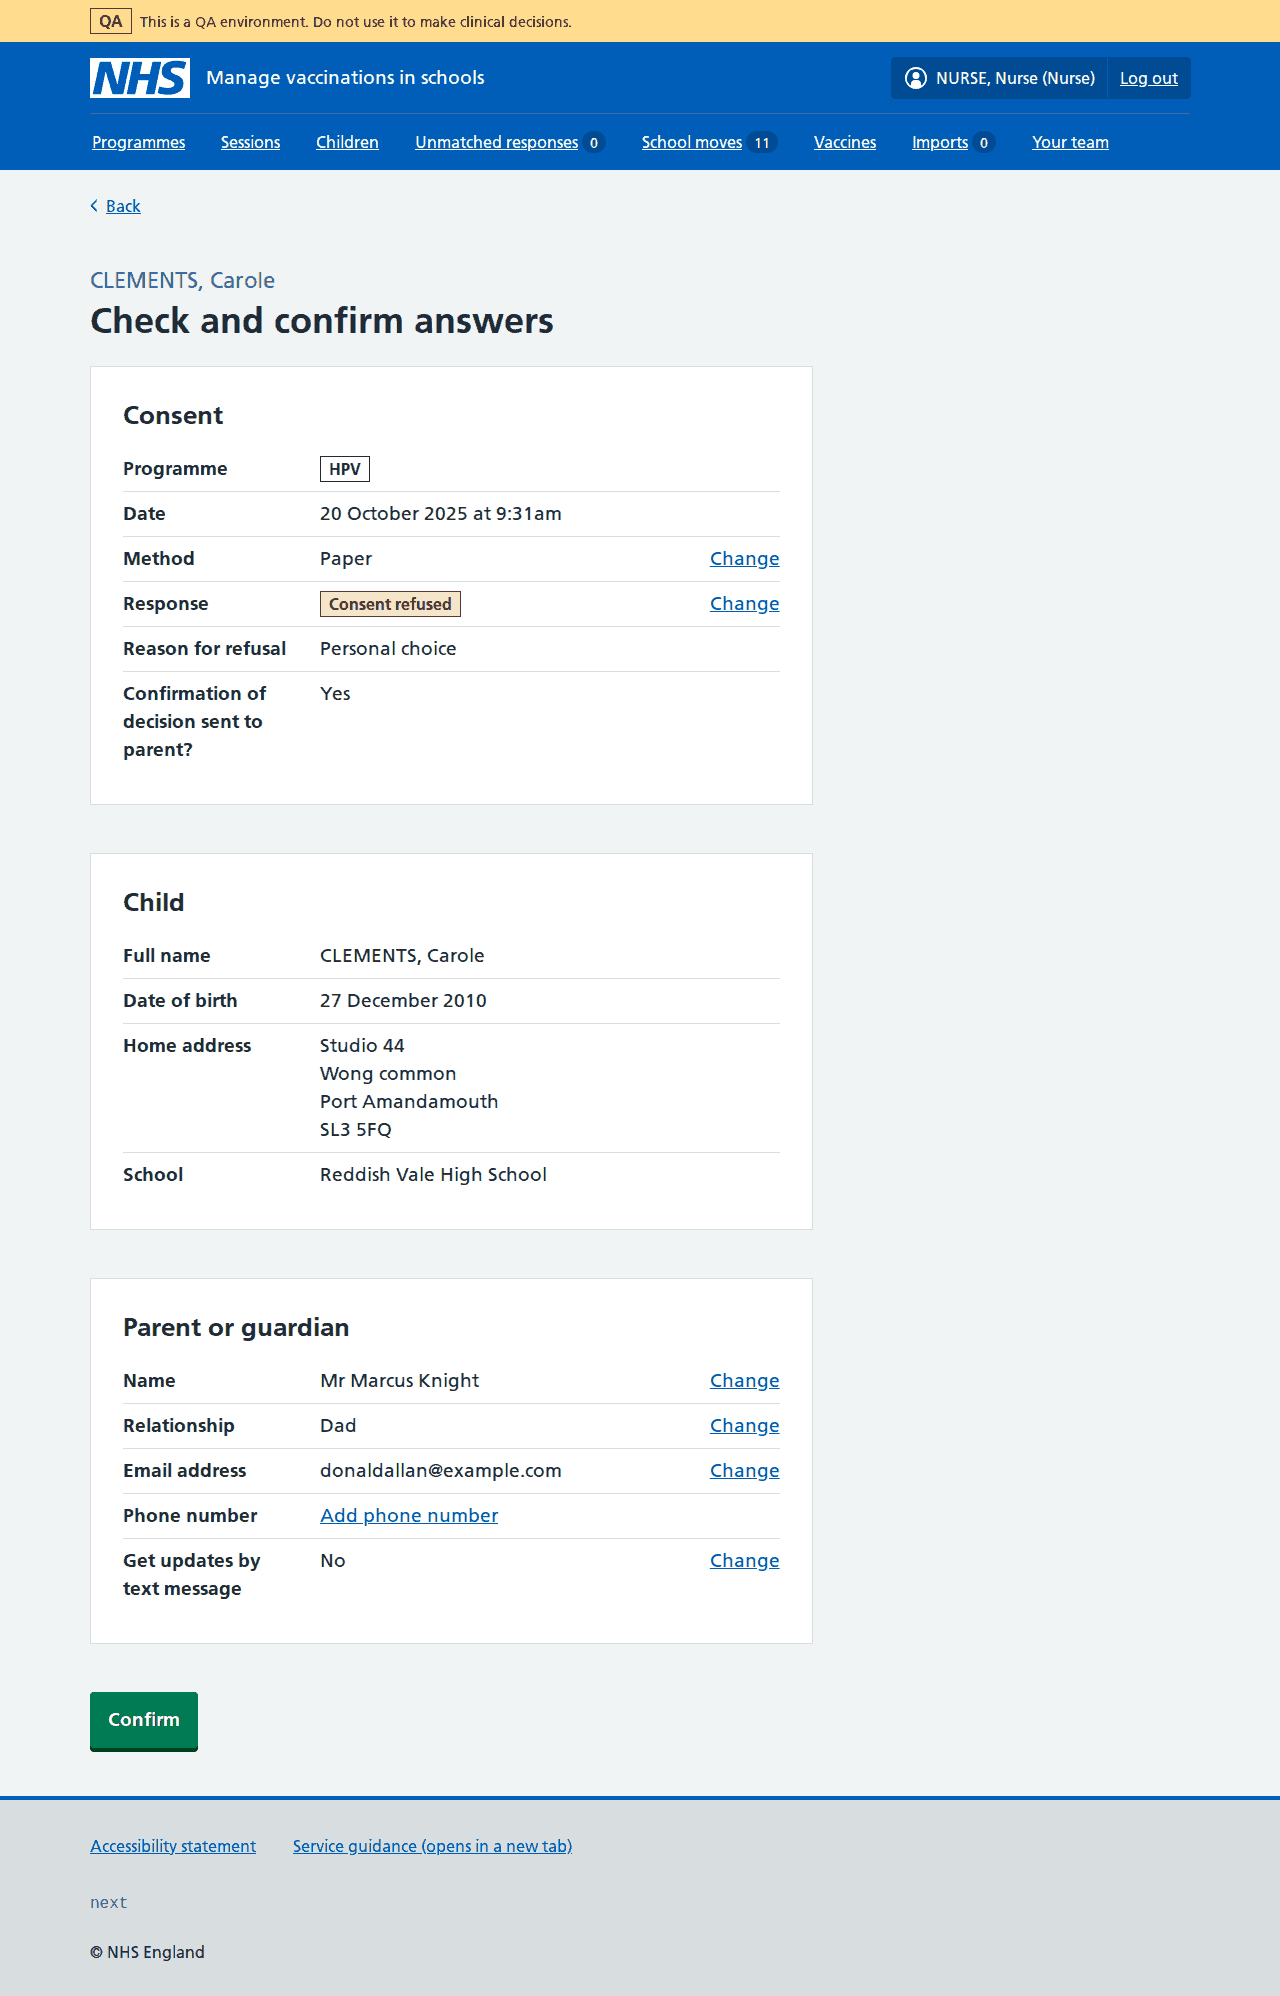 QA This is a QA environment. Do not use it to make clinical decisions.
NHS Manage vaccinations in schools NURSE, Nurse (Nurse) Log out
Programmes Sessions Children Unmatched responses 0 School moves 11 Vaccines Imports 0 Your team
Back
CLEMENTS, Carole
Check and confirm answers
Consent
Programme HPV
Date 20 October 2025 at 9:31am
Method Paper Change
Response Consent refused Change
Reason for refusal Personal choice
Confirmation of Yes
decision sent to
parent?
Child
Full name CLEMENTS, Carole
Date of birth 27 December 2010
Home address Studio 44
Wong common
Port Amandamouth
SL3 5FQ
School Reddish Vale High School
Parent or guardian
Name Mr Marcus Knight Change
Relationship Dad Change
Email address donaldallan@example.com Change
Phone number Add phone number
Get updates by No Change
text message
Confirm
Accessibility statement Service guidance (opens in a new tab)
next
© NHS England